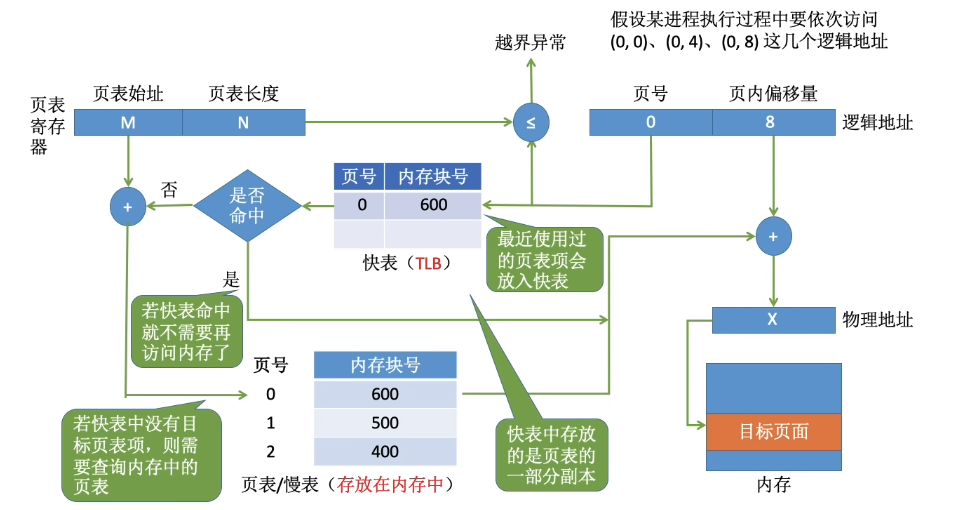 假设某进程执行过程中要依次访问
(0, 0)、(0, 4)、(0, 8) 这几个逻辑地址
越界异常
页表始址
页表长度
页号
页内偏移量
页表
寄存
器
M
N
≤
0
8
逻辑地址
页号
内存块号
0
600
快表（TLB）
是否
命中
否
是
+
+
最近使用过
的页表项会
放入快表
若快表命中
就不需要再
访问内存了
X
物理地址
页号
内存块号
0
600
1
500
2
400
页表/慢表（存放在内存中）
若快表中没有目
标页表项，则需
要查询内存中的
页表
快表中存放
的是页表的
一部分副本
目标页面
内存